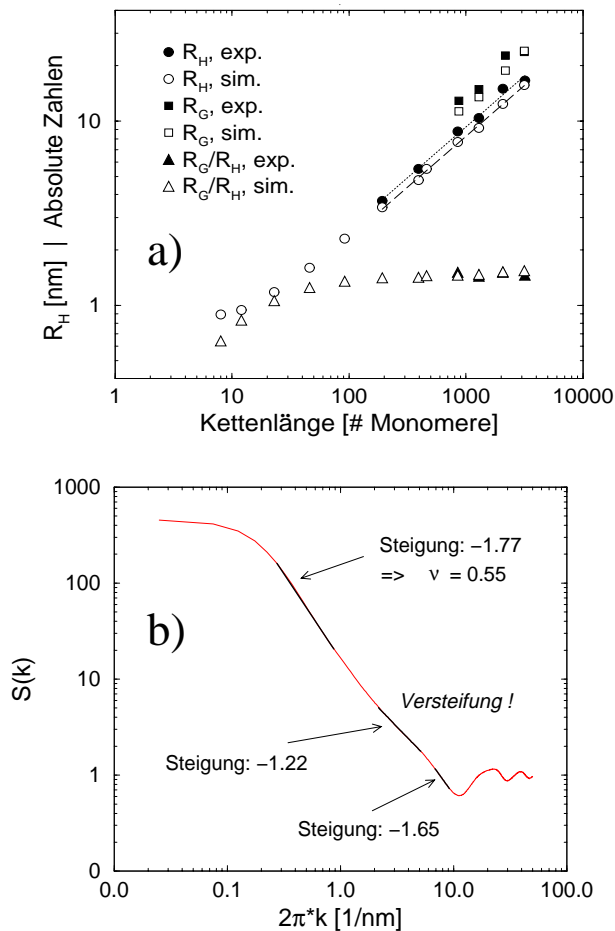 a)
R_H, exp.
R_H, sim.
R_G, exp.
R_G, sim.
R_G/R_H, exp.
R_G/R_H, sim.
R_H [nm] | Absolute Zahlen
10
1
1
10
100
1000
10000
Kettenlänge [# Monomere]
b)
S(k)
1000
100
10
1
0
Steigung: −1.77
=> ν = 0.55
Versteifung !
Steigung: −1.22
Steigung: −1.65
0.0
0.1
1.0
10.0
100.0
2π*k [1/nm]